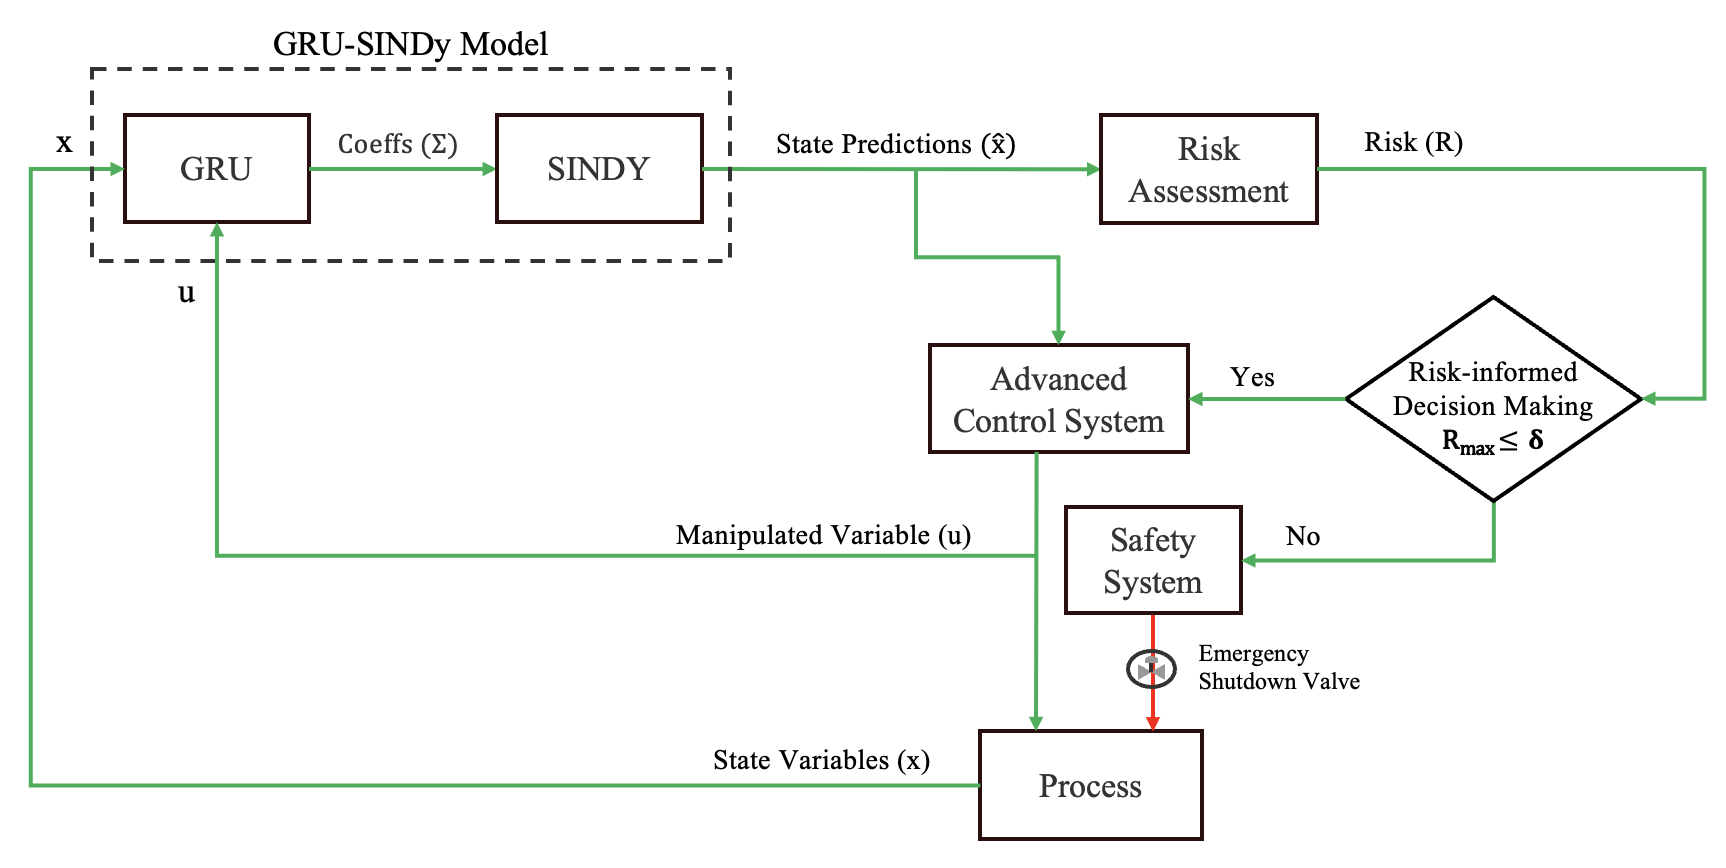 GRU-SINDy Model
x
GRU
Coeffs (Σ)
SINDY
State Predictions (x̂)
Risk
Assessment
Risk (R)
u
Advanced
Control System
Yes
Risk-informed
Decision Making
Rmax ≤ δ
Manipulated Variable (u)
Safety
System
No
Emergency
Shutdown Valve
State Variables (x)
Process